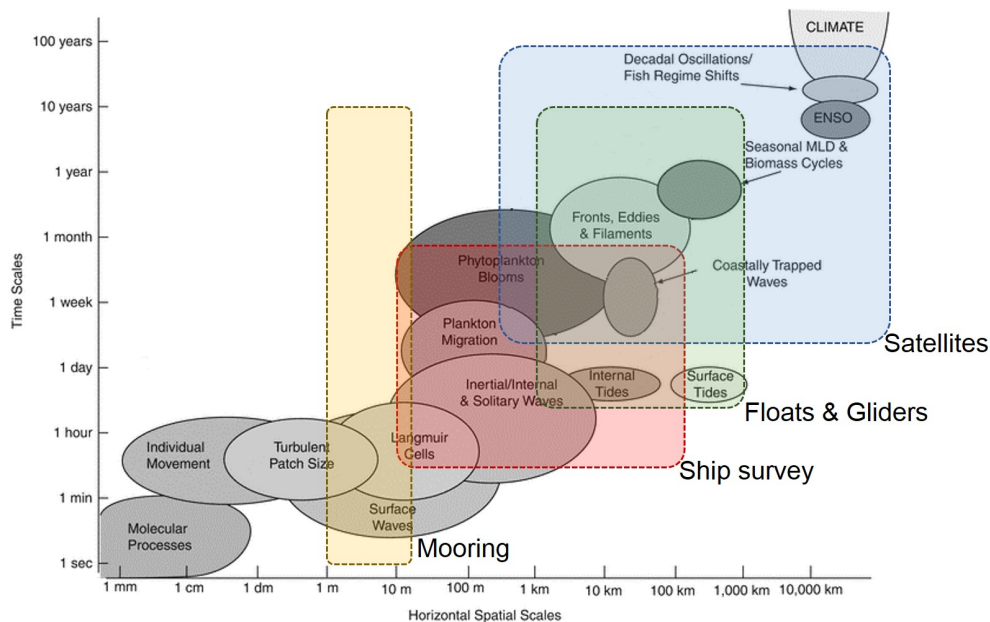 CLIMATE
100 years
Decadal Oscillations/
Fish Regime Shifts
10 years
ENSO
Seasonal MLD &
Biomass Cycles
1 year
Fronts, Eddies
& Filaments
1 month
Phytoplankton
Blooms
Coastally Trapped
Waves
Time Scales
1 week
Plankton
Migration
Satellites
1 day
Internal
Tides
Surface
Tides
Inertial/Internal
& Solitary Waves
Floats & Gliders
1 hour
Individual
Movement
Turbulent
Patch Size
Langmuir
Cells
Ship survey
1 min
Surface
Waves
Molecular
Processes
Mooring
1 sec
1 mm 1 cm 1 dm 1 m 10 m 100 m 1 km 10 km 100 km 1,000 km 10,000 km
Horizontal Spatial Scales